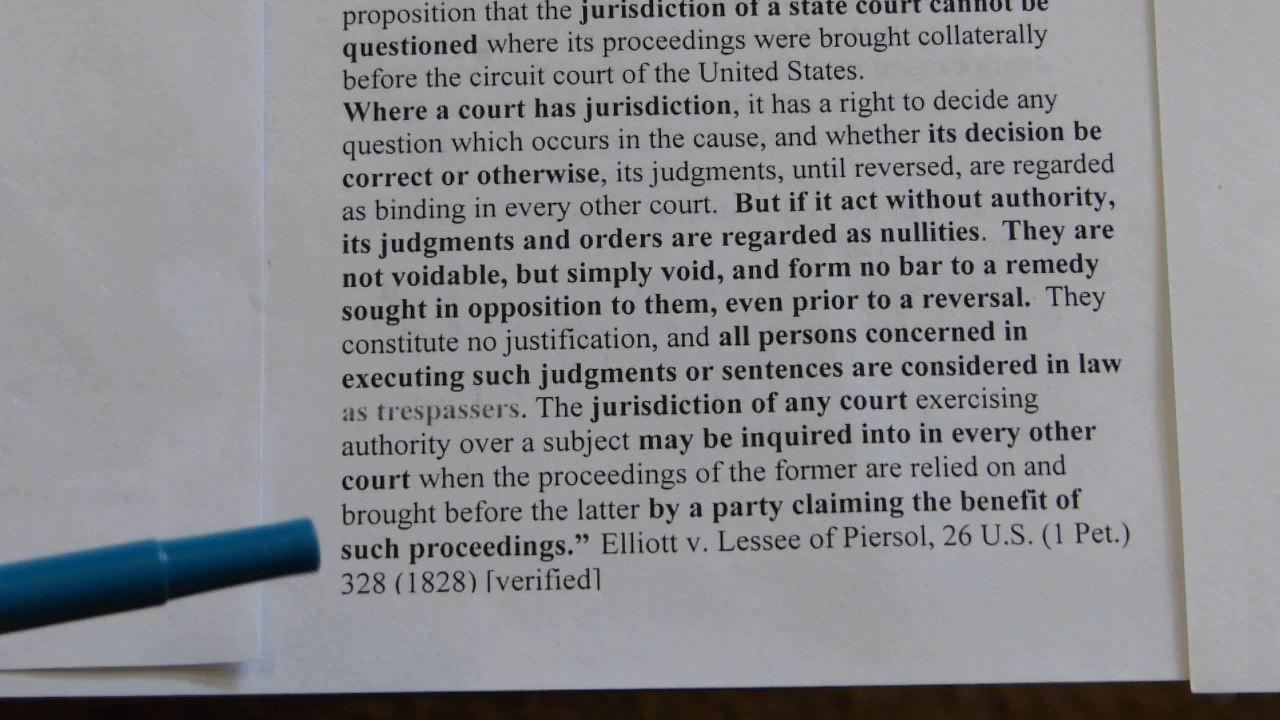 proposition that the jurisdiction of a state court cannot be
questioned where its proceedings were brought collaterally
before the circuit court of the United States.
Where a court has jurisdiction, it has a right to decide any
question which occurs in the cause, and whether its decision be
correct or otherwise, its judgments, until reversed, are regarded
as binding in every other court. But if it act without authority,
its judgments and orders are regarded as nullities. They are
not voidable, but simply void, and form no bar to a remedy
sought in opposition to them, even prior to a reversal. They
constitute no justification, and all persons concerned in
executing such judgments or sentences are considered in law
as trespassers. The jurisdiction of any court exercising
authority over a subject may be inquired into in every other
court when the proceedings of the former are relied on and
brought before the latter by a party claiming the benefit of
such proceedings.” Elliott v. Lessee of Piersol, 26 U.S. (1 Pet.)
328 (1828) [verified]